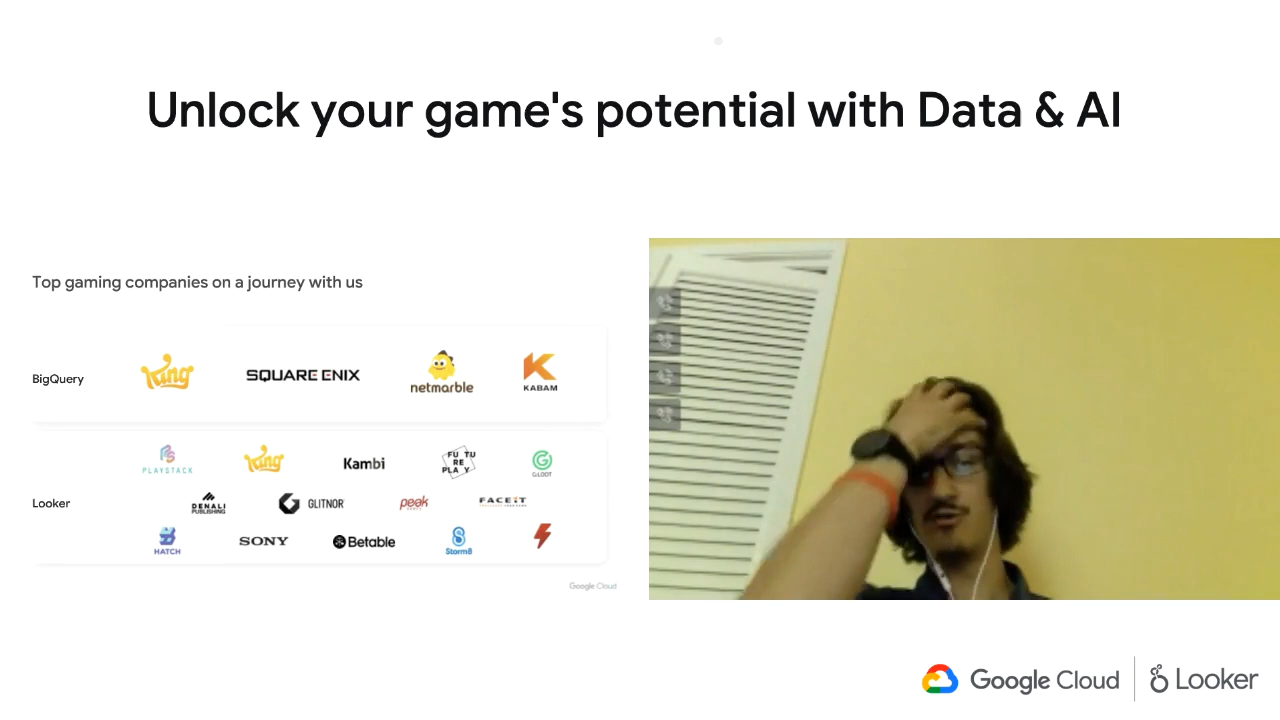 Unlock your game's potential with Data & AI
Top gaming companies on a journey with us
BigQuery
King
SQUARE ENIX
netmarble
KABAM
Looker
PLAYSTACK
King
Kambi
FU TU
RE
PLA Y
G:LOOT
DENALI
PUBLISHING
GLITNOR
peak
FACEIT
HATCH
SONY
Betable
Storm8
Google Cloud
Google Cloud
Looker